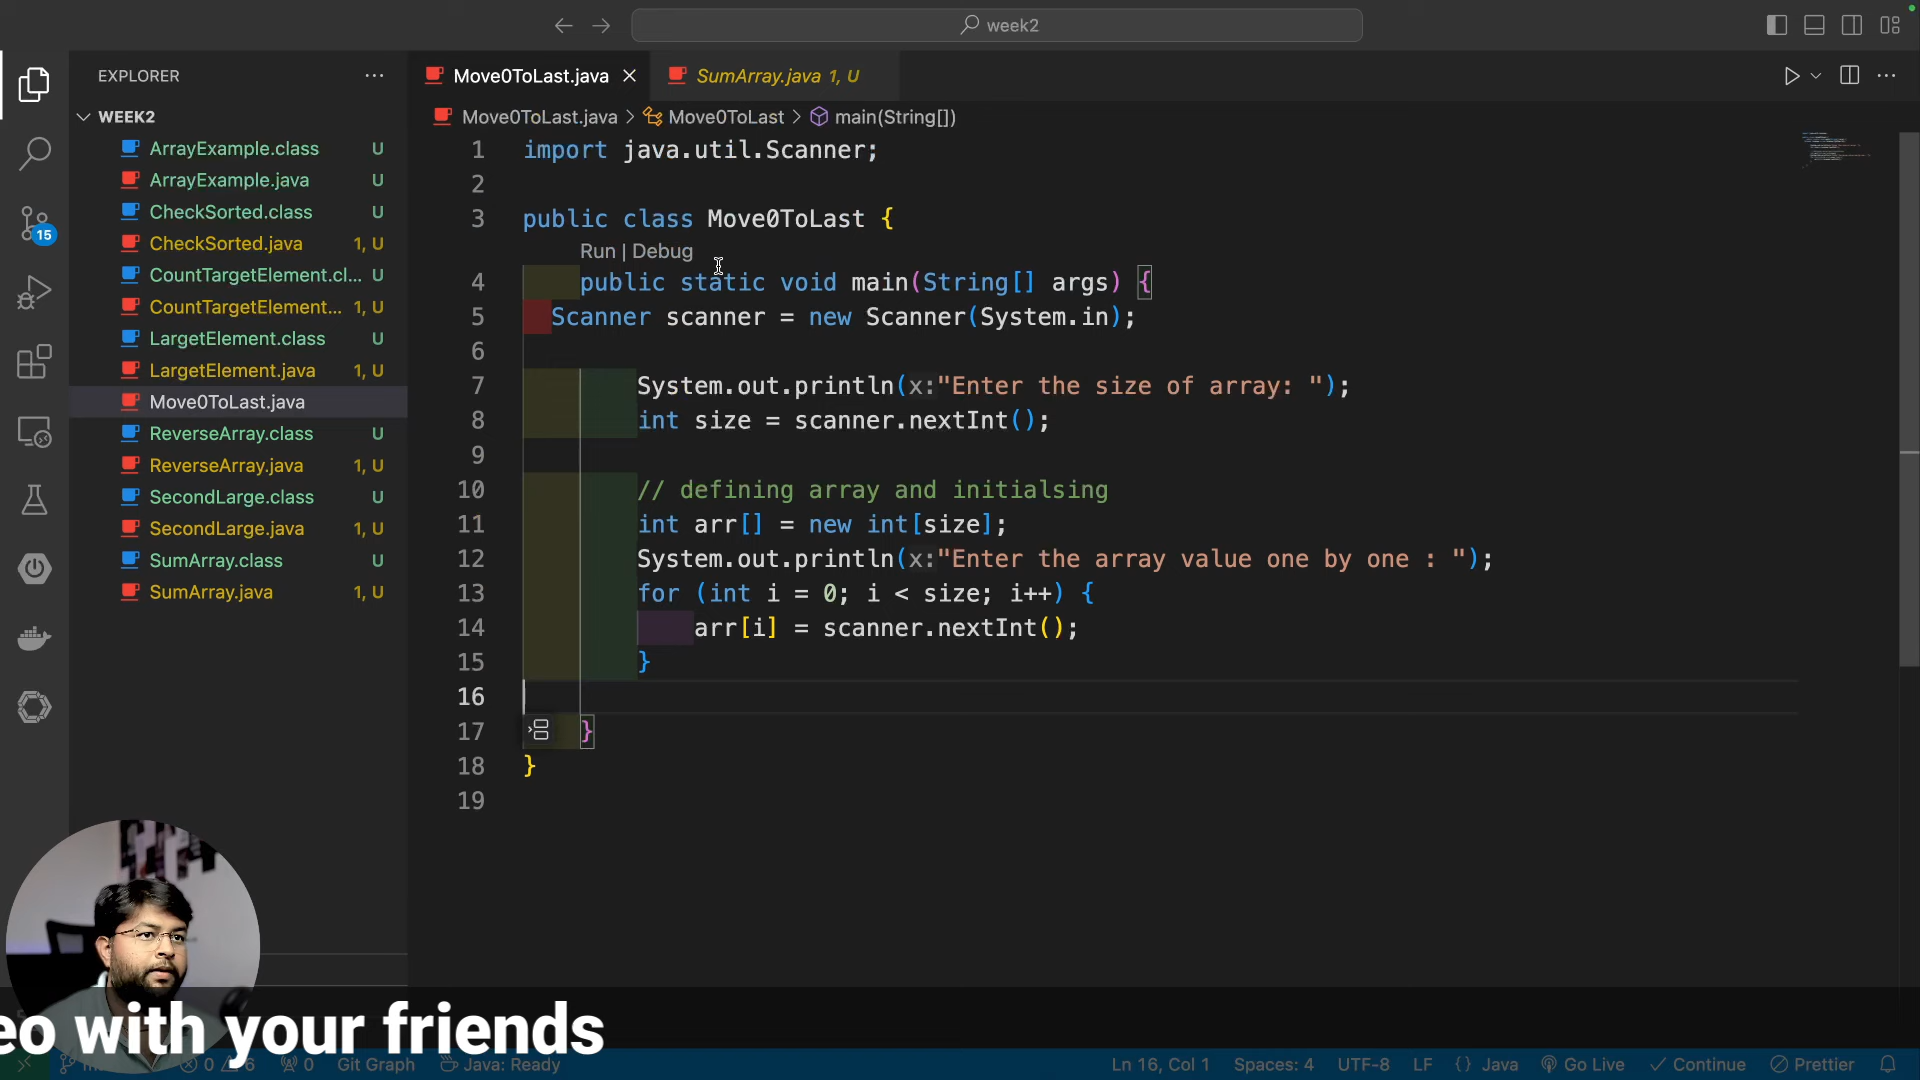 week2
EXPLORER
WEEK2
ArrayExample.class U
ArrayExample.java U
CheckSorted.class U
CheckSorted.java 1, U
CountTargetElement.cl... U
CountTargetElement... 1, U
LargetElement.class U
LargetElement.java 1, U
Move0ToLast.java
ReverseArray.class U
ReverseArray.java 1, U
SecondLarge.class U
SecondLarge.java 1, U
SumArray.class U
SumArray.java 1, U
15
Move0ToLast.java SumArray.java 1, U
Move0ToLast.java > Move0ToLast > main(String[])
1 import java.util.Scanner;
2
3 public class Move0ToLast {
Run | Debug
4 public static void main(String[] args) {
5 Scanner scanner = new Scanner(System.in);
6
7 System.out.println(x:"Enter the size of array: ");
8 int size = scanner.nextInt();
9
10 // defining array and initialsing
11 int arr[] = new int[size];
12 System.out.println(x:"Enter the array value one by one : ");
13 for (int i = 0; i < size; i++) {
14 arr[i] = scanner.nextInt();
15 }
16
17 }
18 }
19
eo with your friends
0 6 0 Git Graph Java: Ready Ln 16, Col 1 Spaces: 4 UTF-8 LF {} Java Go Live Continue Prettier